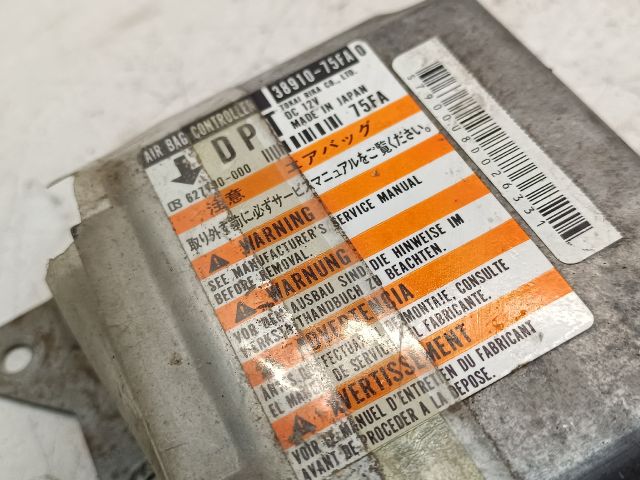 AIR BAG CONTROLLER 38910-75FA0
TOKAI RIKA CO., LTD.
DC 12V
MADE IN JAPAN
DP T 75FA
627490-000
注意 エアバッグ
取り外す前に必ずサービスマニュアルをご覧ください。
WARNING
SEE MANUFACTURER'S SERVICE MANUAL
BEFORE REMOVAL.
WARNUNG
VOR DEM AUSBAU SIND DIE HINWEISE IM
WERKSTATTHANDBUCH ZU BEACHTEN.
ADVERTENCIA
MONTAJE, CONSULTE
EL FABRICANTE.
AVERTISSEMENT
VOIR LE MANUEL D'ENTRETIEN DU FABRICANT
AVANT DE PROCEDER A LA DEPOSE.